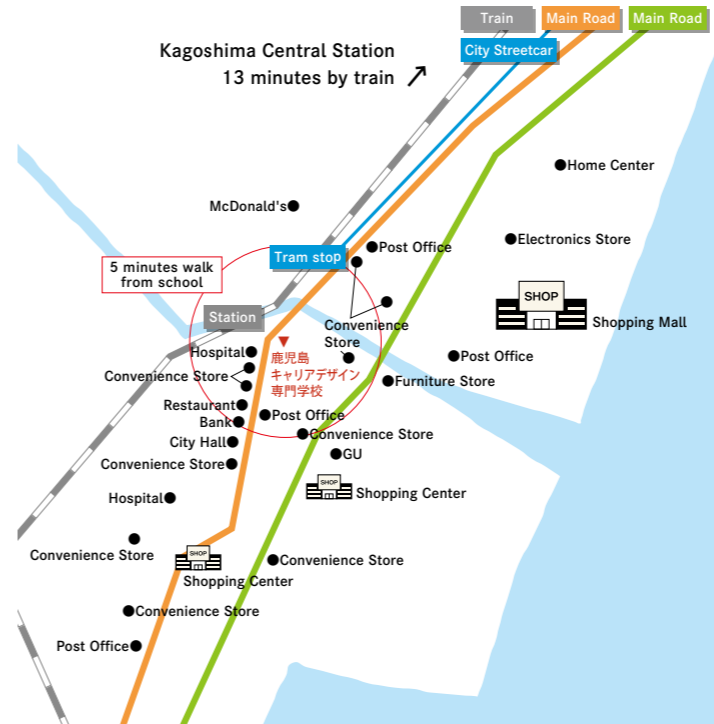 Train
Main Road
Main Road
City Streetcar
Kagoshima Central Station
13 minutes by train
Home Center
McDonald's
Electronics Store
Post Office
Tram stop
5 minutes walk
from school
SHOP
Shopping Mall
Station
Convenience
Store
Hospital
鹿児島
キャリアデザイン
専門学校
Post Office
Convenience Store
Furniture Store
Restaurant
Post Office
Bank
Convenience Store
City Hall
GU
Convenience Store
SHOP
Shopping Center
Hospital
Convenience Store
SHOP
Shopping Center
Convenience Store
Convenience Store
Post Office